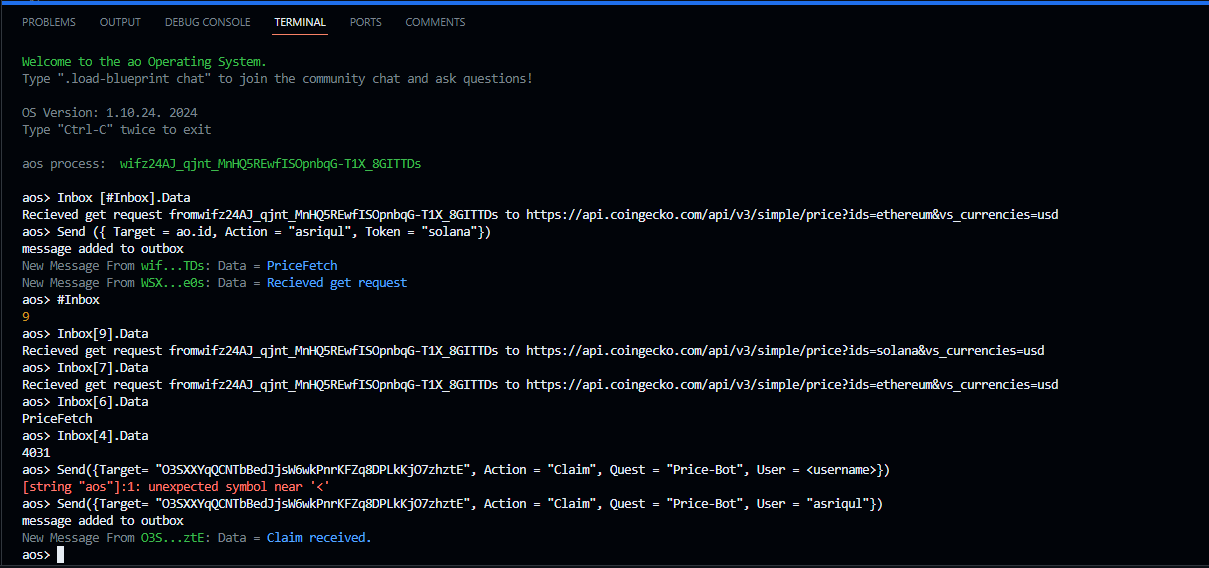 PROBLEMS OUTPUT DEBUG CONSOLE TERMINAL PORTS COMMENTS
Welcome to the ao Operating System.
Type ".load-blueprint chat" to join the community chat and ask questions!
OS Version: 1.10.24. 2024
Type "Ctrl-C" twice to exit
aos process:  wifz24AJ_qjnt_MnHQ5REwfISOpnbqG-T1X_8GITTDs
aos> Inbox [#Inbox].Data
Recieved get request fromwifz24AJ_qjnt_MnHQ5REwfISOpnbqG-T1X_8GITTDs to https://api.coingecko.com/api/v3/simple/price?ids=ethereum&vs_currencies=usd
aos> Send ({ Target = ao.id, Action = "asriqul", Token = "solana"})
message added to outbox
New Message From wif...TDs: Data = PriceFetch
New Message From WSX...e0s: Data = Recieved get request
aos> #Inbox
9
aos> Inbox[9].Data
Recieved get request fromwifz24AJ_qjnt_MnHQ5REwfISOpnbqG-T1X_8GITTDs to https://api.coingecko.com/api/v3/simple/price?ids=solana&vs_currencies=usd
aos> Inbox[7].Data
Recieved get request fromwifz24AJ_qjnt_MnHQ5REwfISOpnbqG-T1X_8GITTDs to https://api.coingecko.com/api/v3/simple/price?ids=ethereum&vs_currencies=usd
aos> Inbox[6].Data
PriceFetch
aos> Inbox[4].Data
4031
aos> Send({Target= "O3SXXYqQCNTbBedJjsW6wkPnrKFZq8DPLkKjO7zhztE", Action = "Claim", Quest = "Price-Bot", User = <username>})
[string "aos"]:1: unexpected symbol near '<'
aos> Send({Target= "O3SXXYqQCNTbBedJjsW6wkPnrKFZq8DPLkKjO7zhztE", Action = "Claim", Quest = "Price-Bot", User = "asriqul"})
message added to outbox
New Message From O3S...ztE: Data = Claim received.
aos>